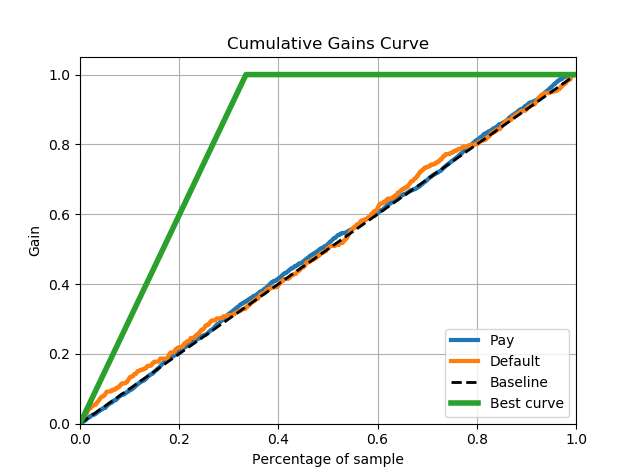 Cumulative Gains Curve
1.0
0.8
0.6
0.4
0.2
0.0
Gain
0.0 0.2 0.4 0.6 0.8 1.0
Percentage of sample
Pay
Default
Baseline
Best curve